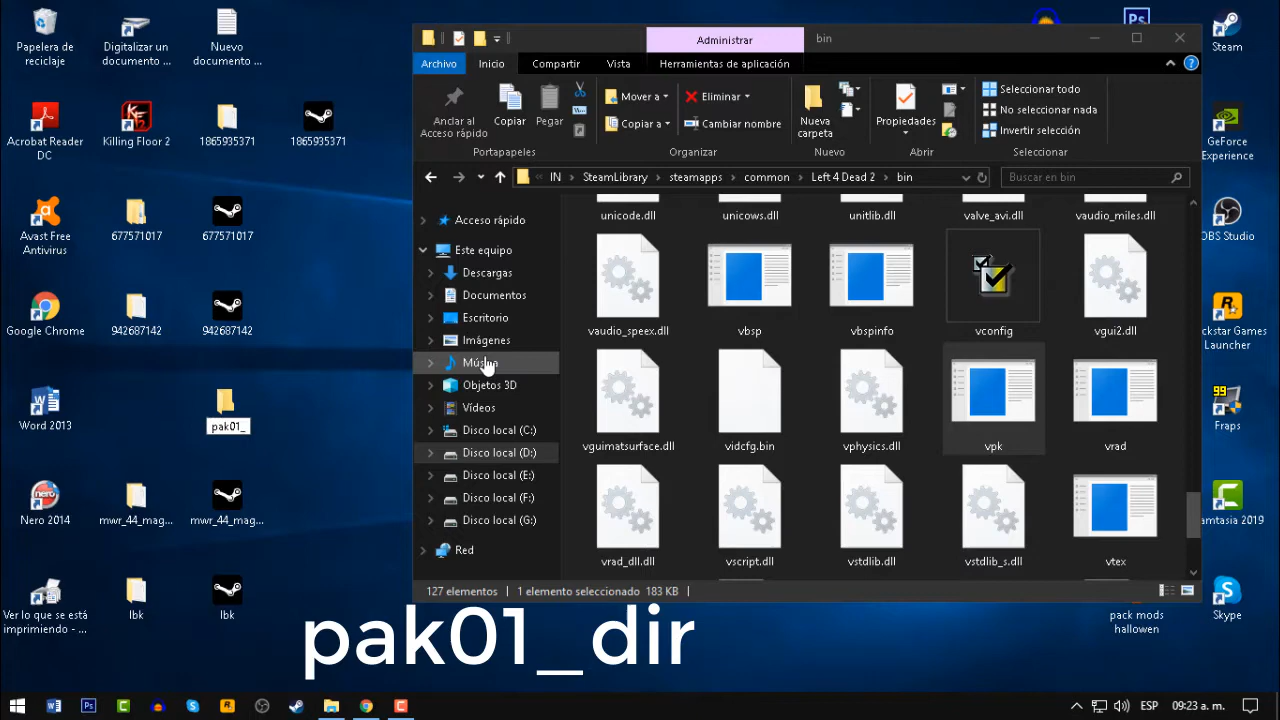 Papelera de
reciclaje
Digitalizar un
documento ...
Nuevo
documento ...
Acrobat Reader
DC
Killing Floor 2
1865935371
1865935371
Avast Free
Antivirus
677571017
677571017
Google Chrome
942687142
942687142
Word 2013
pak01_
Nero 2014
mwr_44_mag...
mwr_44_mag...
Ver lo que se está
imprimiendo - ...
lbk
lbk
Administrar
bin
Archivo
Inicio
Compartir
Vista
Herramientas de aplicación
Anclar al
Acceso rápido
Copiar
Pegar
Portapapeles
Mover a
Copiar a
Eliminar
Cambiar nombre
Organizar
Nueva
carpeta
Nuevo
Propiedades
Abrir
Seleccionar todo
No seleccionar nada
Invertir selección
Seleccionar
« IN > SteamLibrary > steamapps > common > Left 4 Dead 2 > bin
Buscar en bin
Acceso rápido
Este equipo
Descargas
Documentos
Escritorio
Imágenes
Música
Objetos 3D
Vídeos
Disco local (C:)
Disco local (D:)
Disco local (E:)
Disco local (F:)
Disco local (G:)
Red
unicode.dll
unicows.dll
unitlib.dll
valve_avi.dll
vaudio_miles.dll
vaudio_speex.dll
vbsp
vbspinfo
vconfig
vgui2.dll
vguimatsurface.dll
vidcfg.bin
vphysics.dll
vpk
vrad
vrad_dll.dll
vscript.dll
vstdlib.dll
vstdlib_s.dll
vtex
127 elementos
1 elemento seleccionado 183 KB
Ps
Steam
GeForce
Experience
OBS Studio
ckstar Games
Launcher
99
Fraps
amtasia 2019
pack mods
hallowen
Skype
pak01_dir
ESP
09:23 a. m.